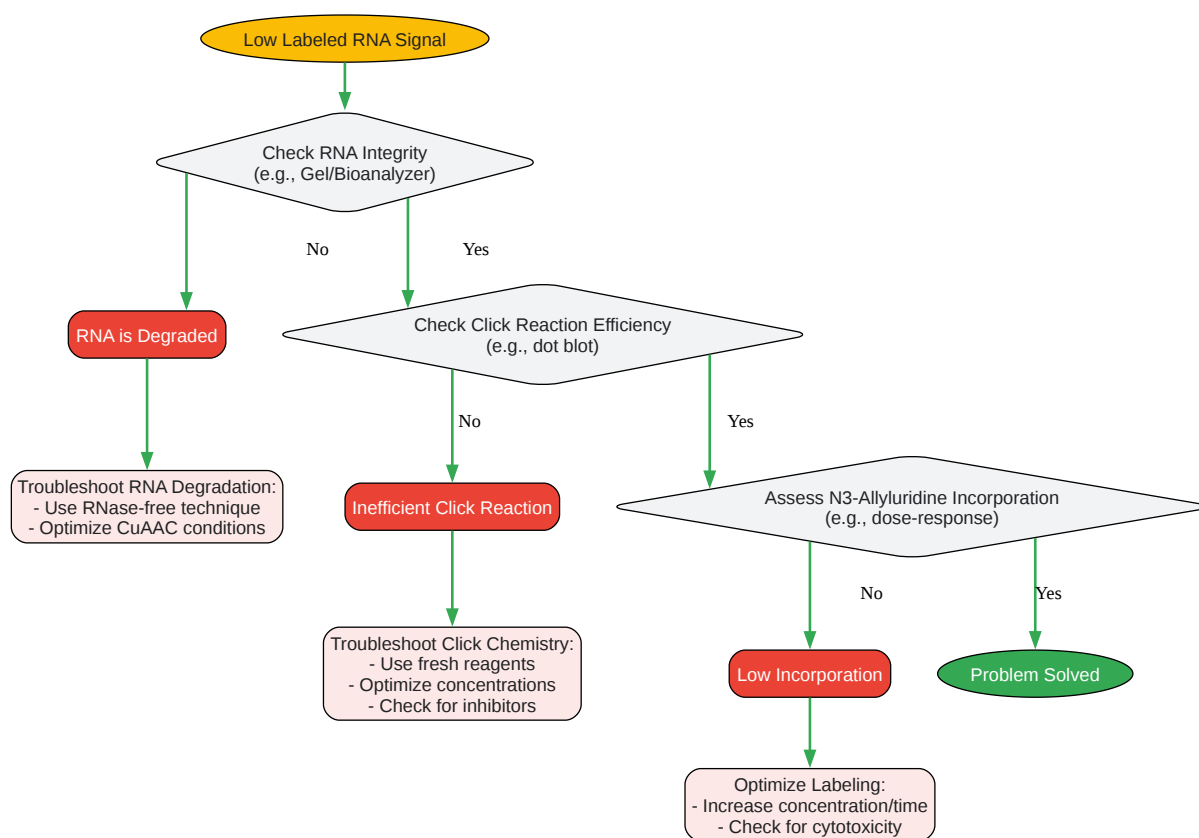 Low Labeled RNA Signal
Check RNA Integrity
(e.g., Gel/Bioanalyzer)
No
Yes
RNA is Degraded
Check Click Reaction Efficiency
(e.g., dot blot)
No
Yes
Troubleshoot RNA Degradation:
- Use RNase-free technique
- Optimize CuAAC conditions
Inefficient Click Reaction
Assess N3-Allyluridine Incorporation
(e.g., dose-response)
No
Yes
Troubleshoot Click Chemistry:
- Use fresh reagents
- Optimize concentrations
- Check for inhibitors
Low Incorporation
Problem Solved
Optimize Labeling:
- Increase concentration/time
- Check for cytotoxicity